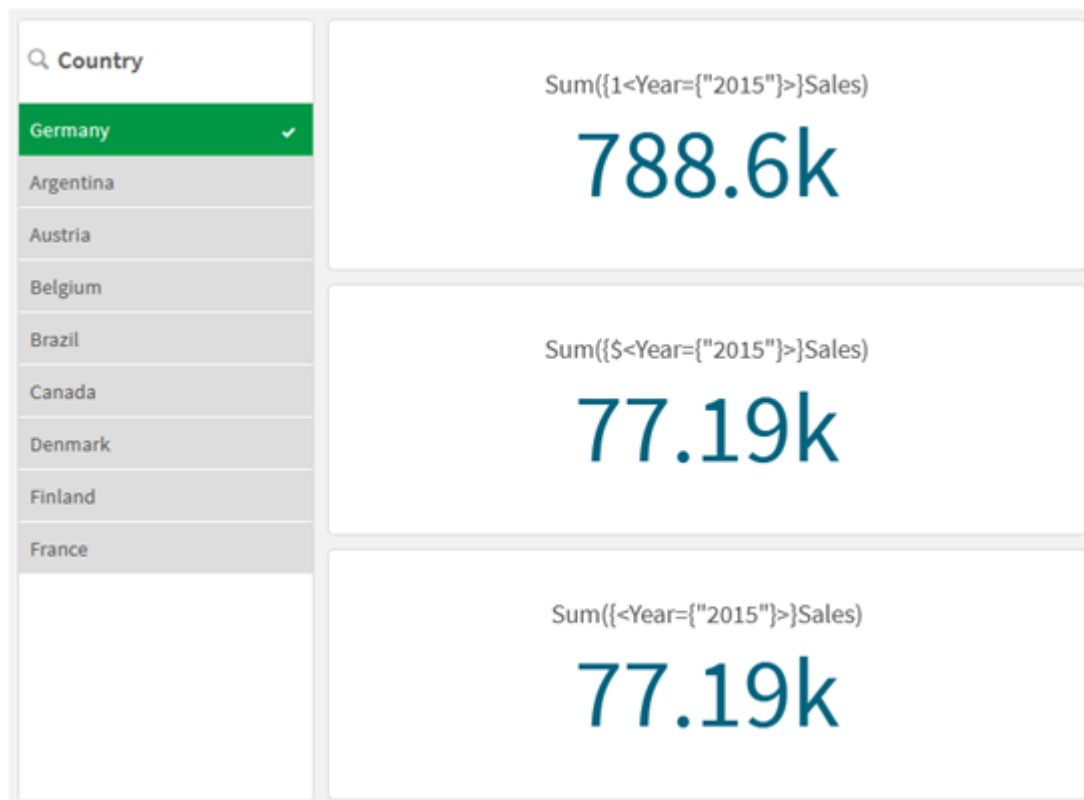 Country
Germany
Argentina
Austria
Belgium
Brazil
Canada
Denmark
Finland
France
Sum({1<Year={"2015"}>}Sales)
788.6k
Sum({$<Year={"2015"}>}Sales)
77.19k
Sum({<Year={"2015"}>}Sales)
77.19k